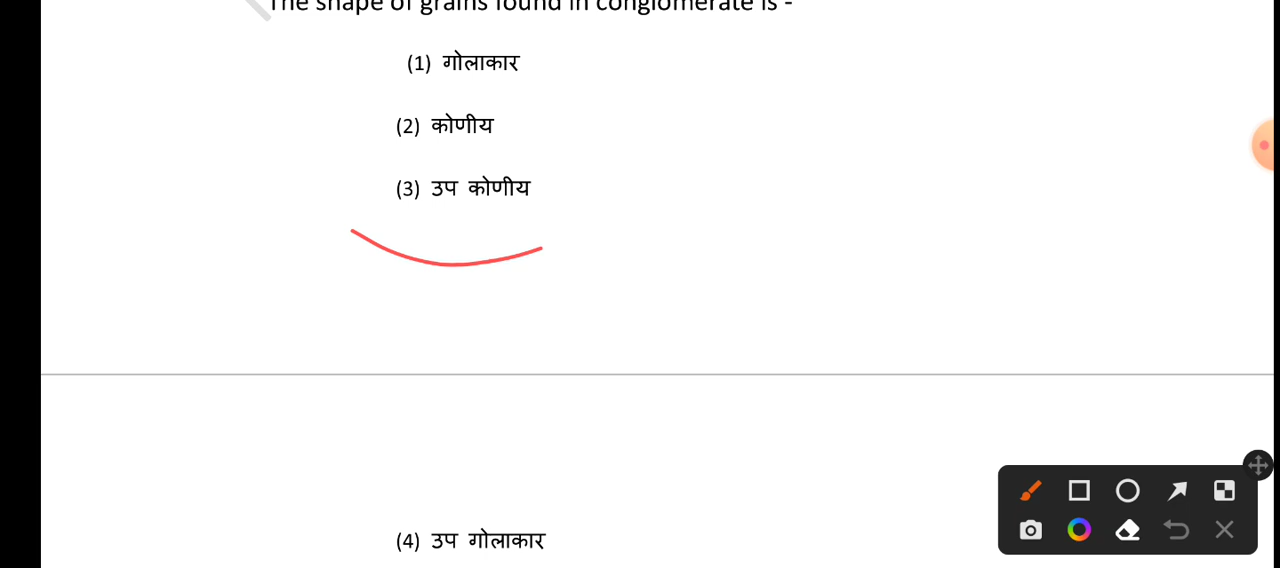 The shape of grains found in conglomerate is -
(1) गोलाकार
(2) कोणीय
(3) उप कोणीय
(4) उप गोलाकार